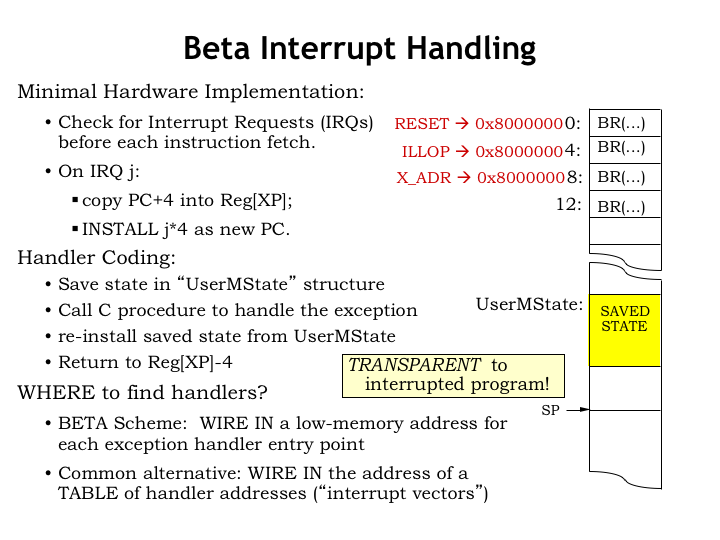 Beta Interrupt Handling
Minimal Hardware Implementation:
• Check for Interrupt Requests (IRQs)
before each instruction fetch.
• On IRQ j:
▪ copy PC+4 into Reg[XP];
▪ INSTALL j*4 as new PC.
RESET → 0x80000000: BR(...)
ILLOP → 0x80000004: BR(...)
X_ADR → 0x80000008: BR(...)
12: BR(...)
Handler Coding:
• Save state in “UserMState” structure
• Call C procedure to handle the exception
• re-install saved state from UserMState
• Return to Reg[XP]-4
UserMState:
SAVED
STATE
TRANSPARENT to
interrupted program!
SP
WHERE to find handlers?
• BETA Scheme: WIRE IN a low-memory address for
each exception handler entry point
• Common alternative: WIRE IN the address of a
TABLE of handler addresses (“interrupt vectors”)